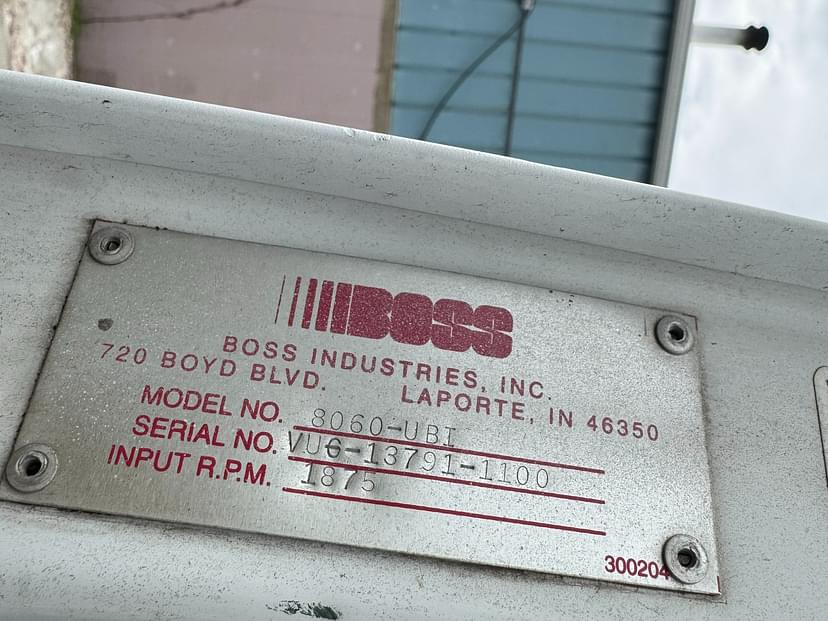 BOSS
BOSS INDUSTRIES, INC.
720 BOYD BLVD. LAPORTE, IN 46350
MODEL NO. 8060-UBI
SERIAL NO. VU6-13791-1100
INPUT R.P.M. 1875
300204